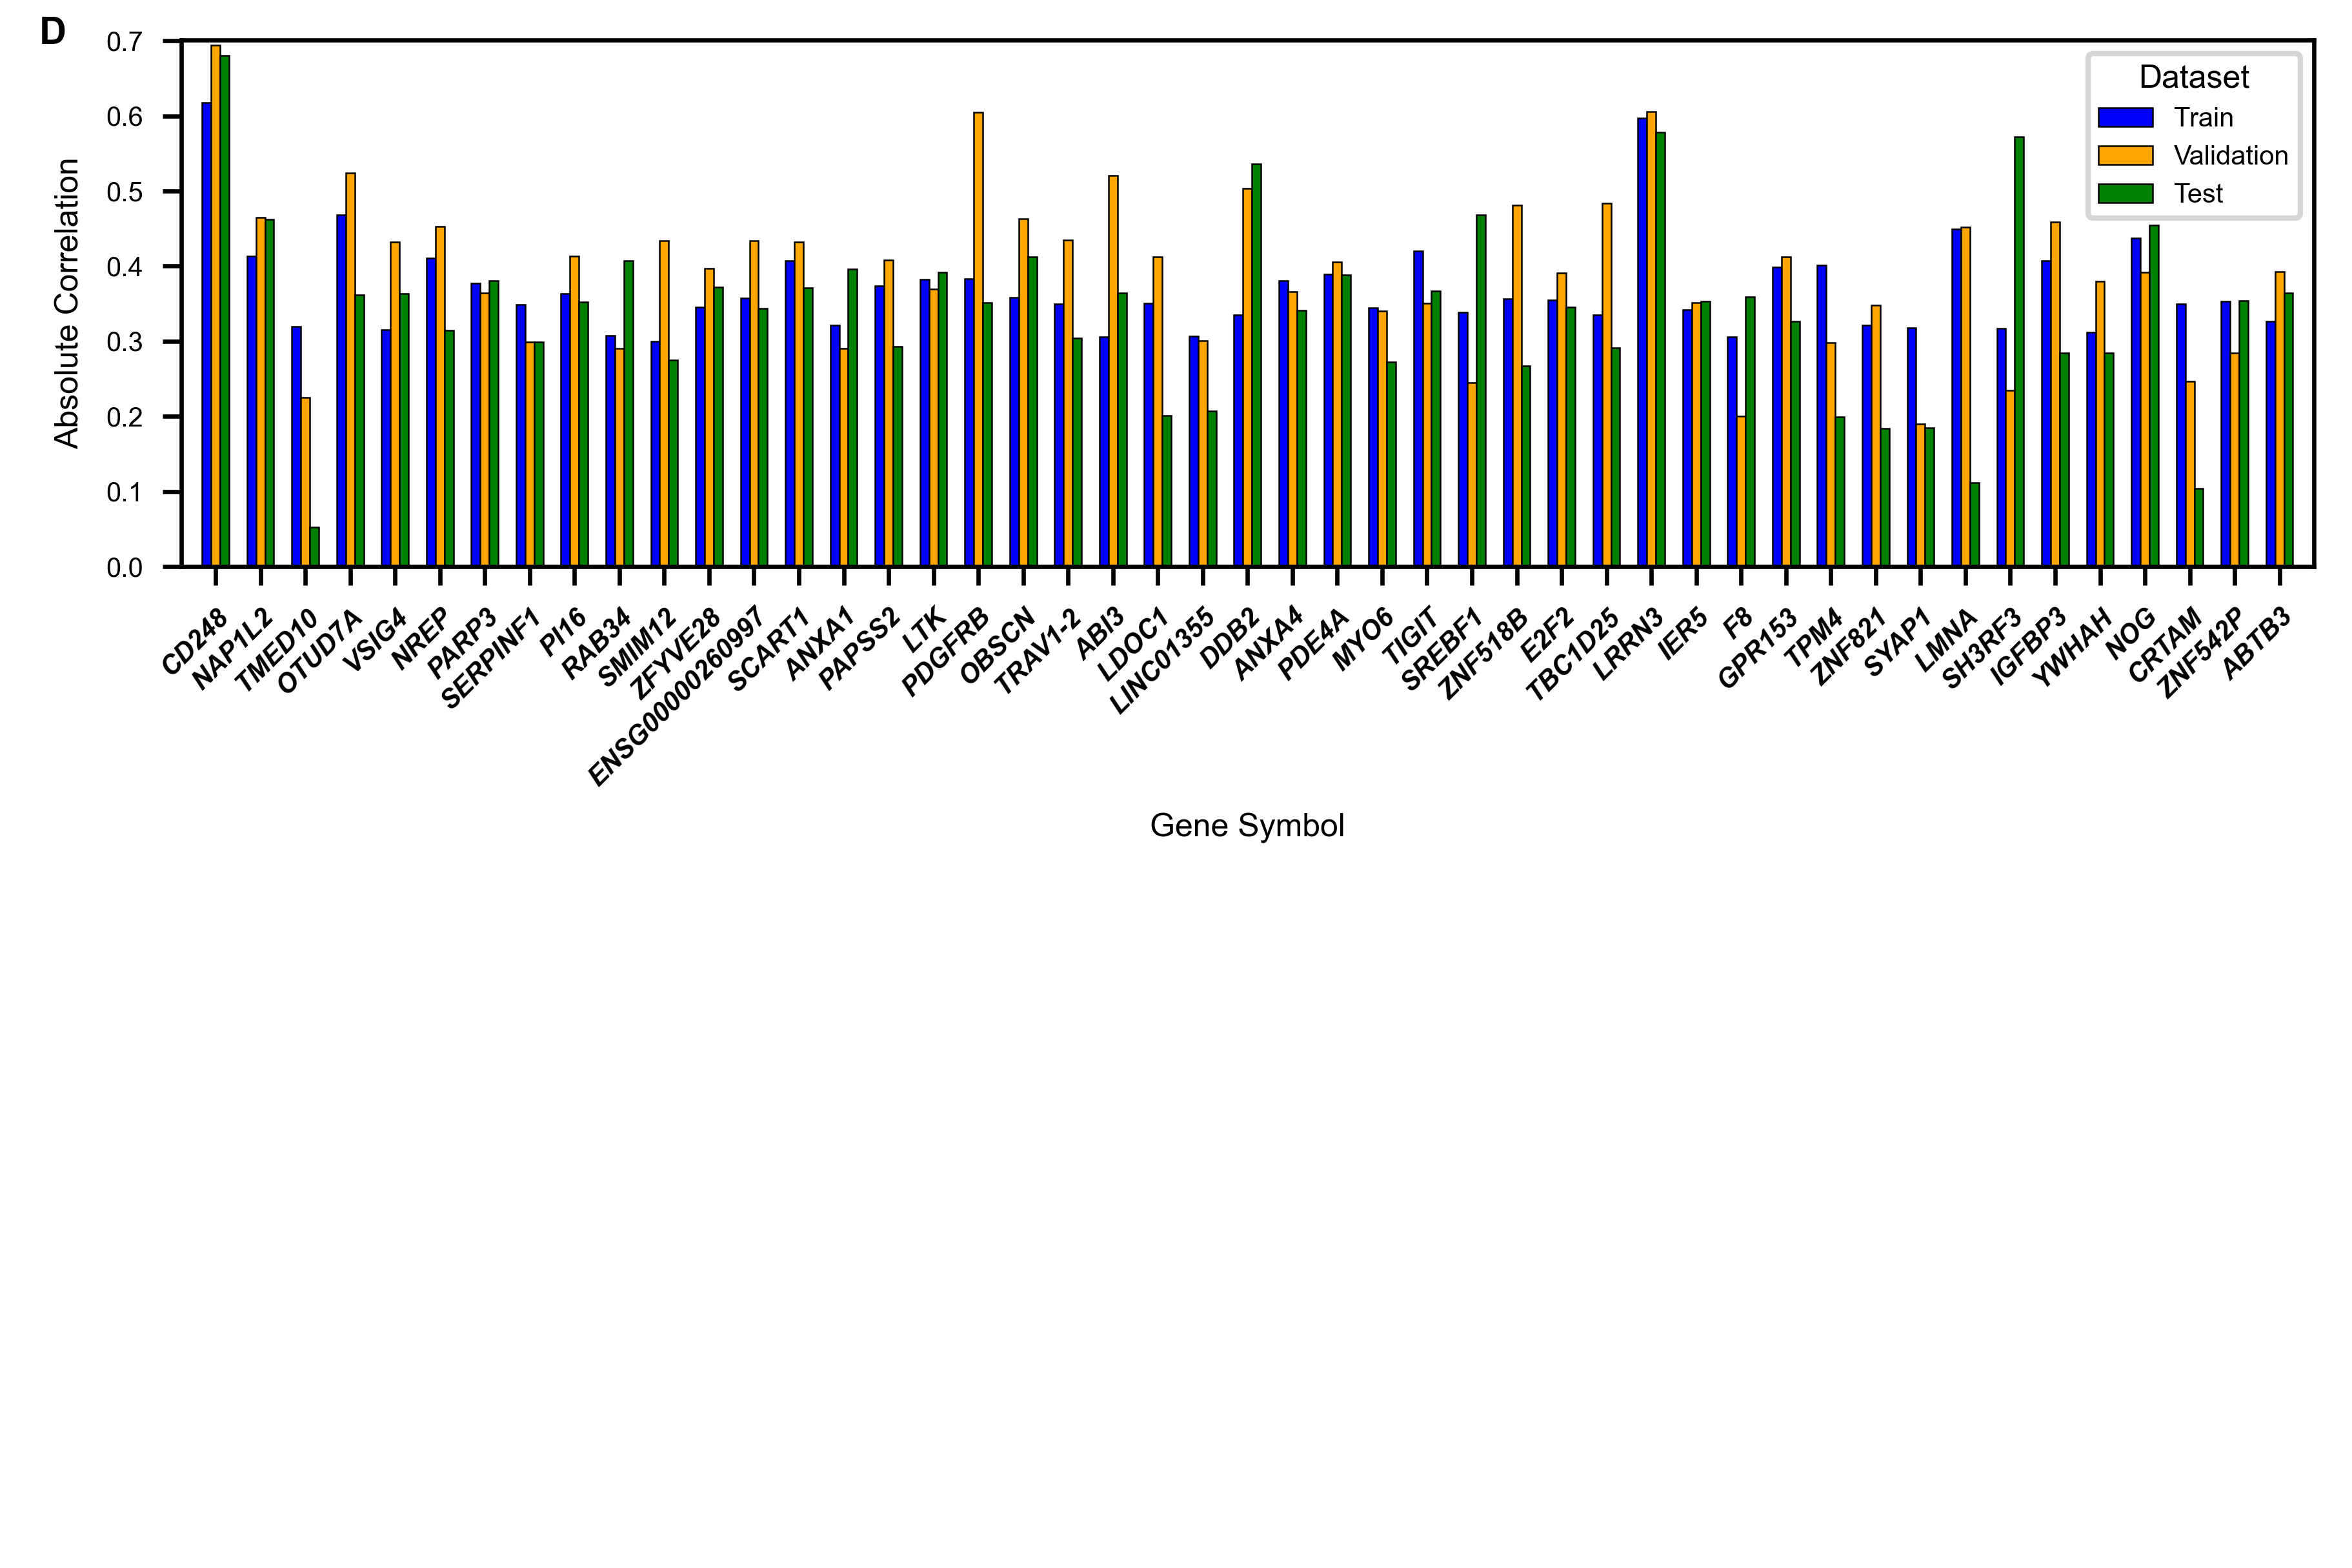 D
Absolute Correlation
0.7
0.6
0.5
0.4
0.3
0.2
0.1
0.0
Dataset
Train
Validation
Test
CD248
NAP1L2
TMED10
OTUD7A
VSIG4
NREP
PARP3
SERPINF1
PI16
RAB34
SMIM12
ZFYVE28
ENSG00000260997
SCART1
ANXA1
PAPSS2
LTK
PDGFRB
OBSCN
TRAV1-2
ABI3
LDOC1
LINC01355
DDB2
ANXA4
PDE4A
MYO6
TIGIT
SREBF1
ZNF518B
E2F2
TBC1D25
LRRN3
IER5
F8
GPR153
TPM4
ZNF821
SYAP1
LMNA
SH3RF3
IGFBP3
YWHAH
NOG
CRTAM
ZNF542P
ABTB3
Gene Symbol